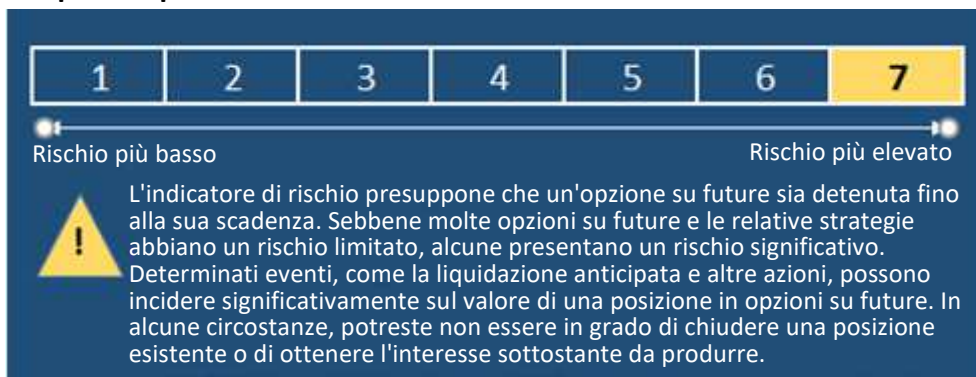 1 2 3 4 5 6 7
Rischio più basso Rischio più elevato
L'indicatore di rischio presuppone che un'opzione su future sia detenuta fino
alla sua scadenza. Sebbene molte opzioni su future e le relative strategie
abbiano un rischio limitato, alcune presentano un rischio significativo.
!
Determinati eventi, come la liquidazione anticipata e altre azioni, possono
incidere significativamente sul valore di una posizione in opzioni su future. In
alcune circostanze, potreste non essere in grado di chiudere una posizione
esistente o di ottenere l'interesse sottostante da produrre.